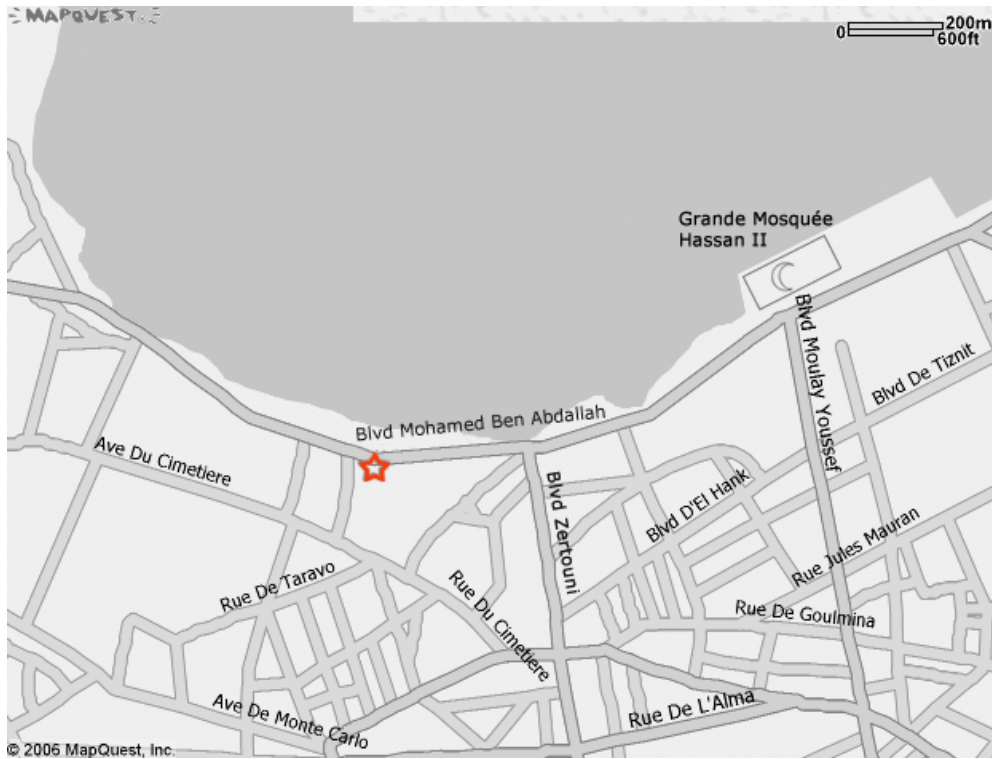 MAPQUEST
0 200m
600ft
Grande Mosquée
Hassan II
Blvd Moulay Youssef
Blvd De Tiznit
Blvd Mohamed Ben Abdallah
Ave Du Cimetiere
Blvd D'El Hank
Blvd Zertouni
Rue Jules Mauran
Rue De Taravo
Rue Du Cimetiere
Rue De Goulmina
Ave De Monte Carlo
Rue De L'Alma
© 2006 MapQuest, Inc.